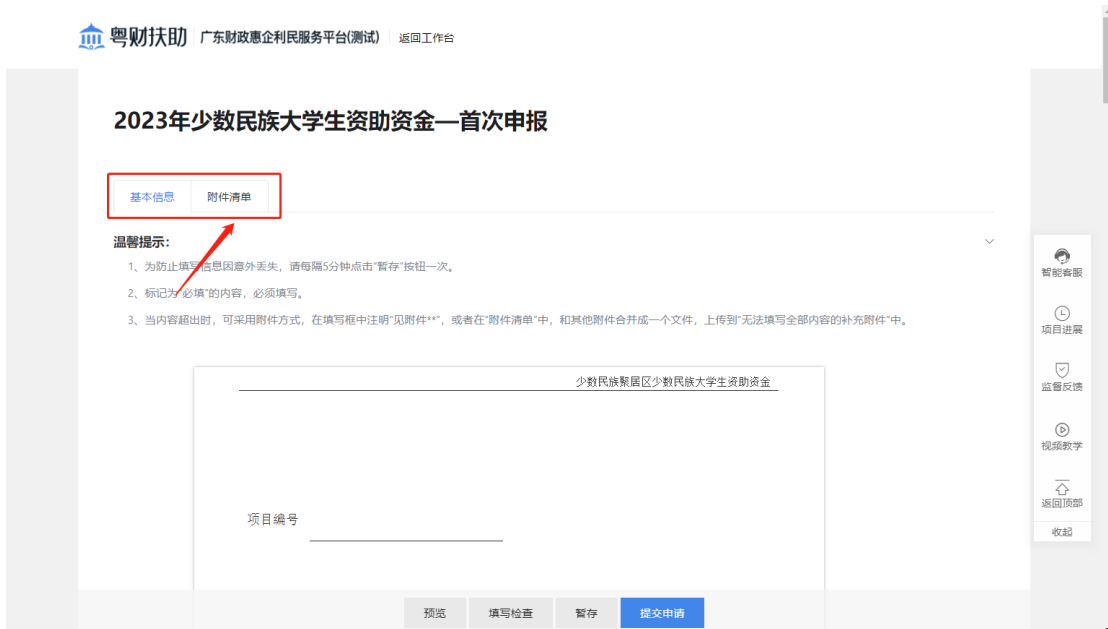 粤财扶助 广东财政惠企利民服务平台(测试) 返回工作台
2023年少数民族大学生资助资金—首次申报
基本信息 附件清单
温馨提示：
1、为防止填写信息因意外丢失，请每隔5分钟点击"暂存"按钮一次。
2、标记为"必填"的内容，必须填写。
3、当内容超出时，可采用附件方式，在填写框中注明"见附件**"，或者在"附件清单"中，和其他附件合并成一个文件，上传到"无法填写全部内容的补充附件"中。
少数民族聚居区少数民族大学生资助资金
项目编号
智能客服
项目进展
监督反馈
视频教学
返回顶部
收起
预览 填写检查 暂存 提交申请